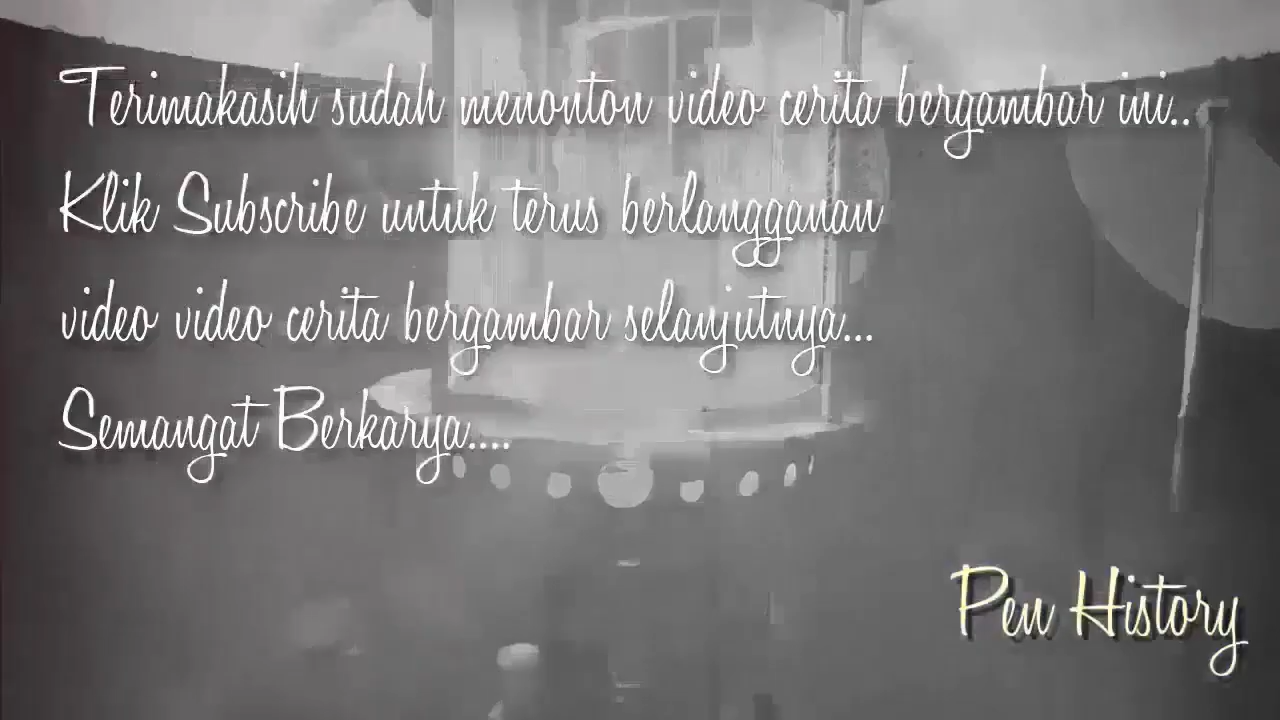 Terimakasih sudah menonton video cerita bergambar ini..
Klik Subscribe untuk terus berlangganan
video video cerita bergambar selanjutnya...
Semangat Berkarya....
Pen History